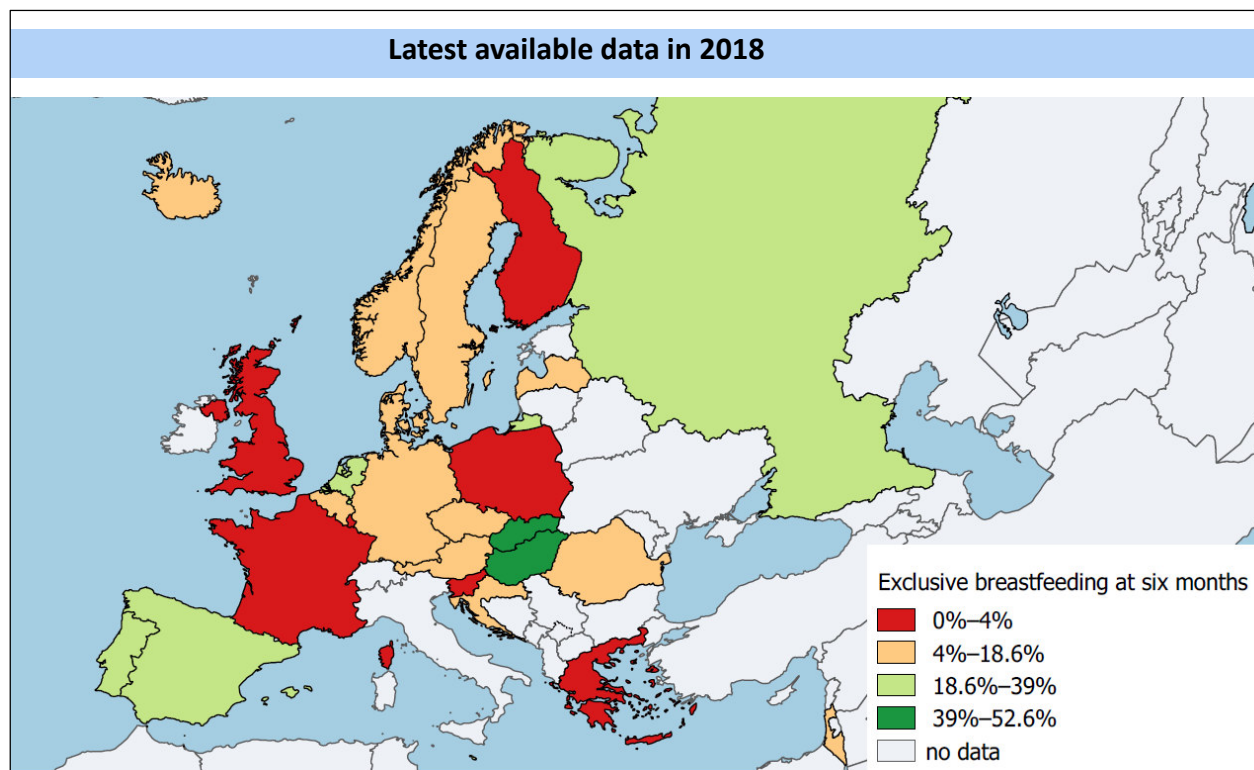 Latest available data in 2018
Exclusive breastfeeding at six months
0%–4%
4%–18.6%
18.6%–39%
39%–52.6%
no data